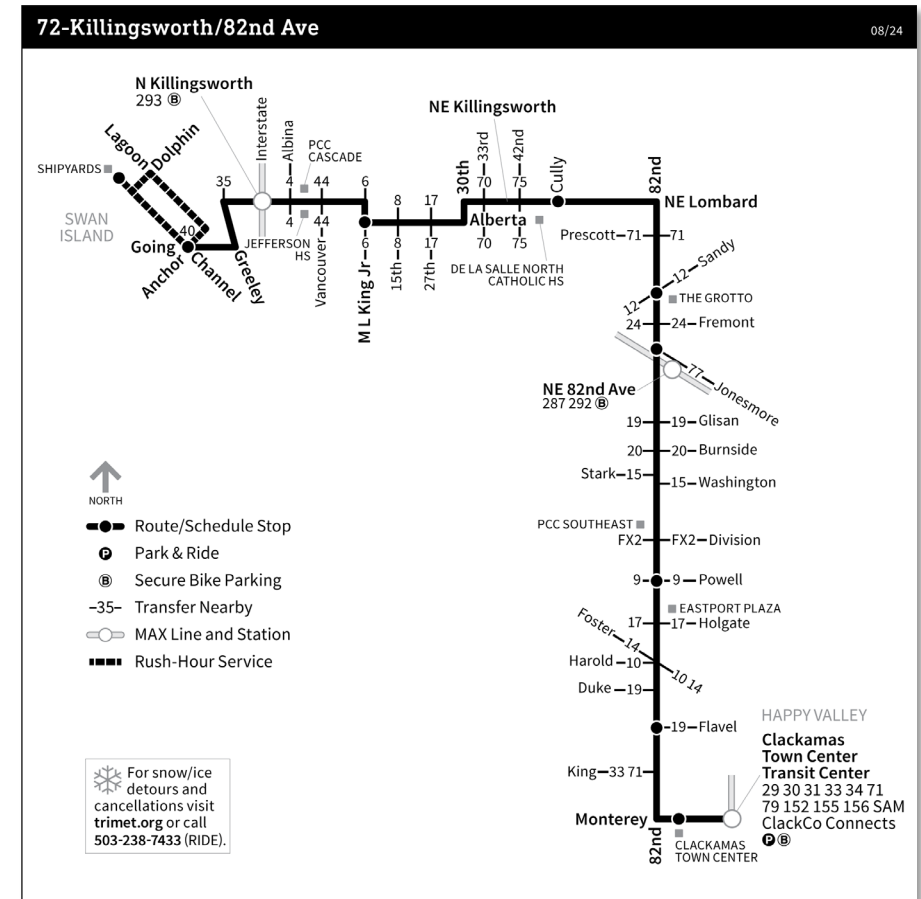 72-Killingsworth/82nd Ave
08/24
N Killingsworth
293 Ⓑ
NE Killingsworth
Lagoon
Dolphin
Interstate
Albina
PCC
CASCADE
33rd
42nd
30th
Cully
82nd
SHIPYARDS
35
4
44
6
8
17
70
75
NE Lombard
SWAN
ISLAND
40
Going
Anchor
Channel
Greeley
4
44
JEFFERSON
HS
Vancouver
6
M L King Jr
8
15th
17
27th
Alberta
70
75
DE LA SALLE NORTH
CATHOLIC HS
Prescott
71
71
12
Sandy
12
THE GROTTO
24
24
Fremont
77
Jonesmore
NE 82nd Ave
287 292 Ⓑ
19
19
Glisan
20
20
Burnside
Stark
15
15
Washington
PCC SOUTHEAST
FX2
FX2
Division
9
9
Powell
EASTPORT PLAZA
17
17
Holgate
Foster
14
Harold
10
10 14
Duke
19
19
Flavel
King
33 71
HAPPY VALLEY
Clackamas
Town Center
Transit Center
29 30 31 33 34 71
79 152 155 156 SAM
ClackCo Connects
Ⓟ Ⓑ
Monterey
82nd
CLACKAMAS
TOWN CENTER
NORTH
Route/Schedule Stop
Ⓟ Park & Ride
Ⓑ Secure Bike Parking
–35– Transfer Nearby
MAX Line and Station
Rush-Hour Service
For snow/ice
detours and
cancellations visit
trimet.org or call
503-238-7433 (RIDE).